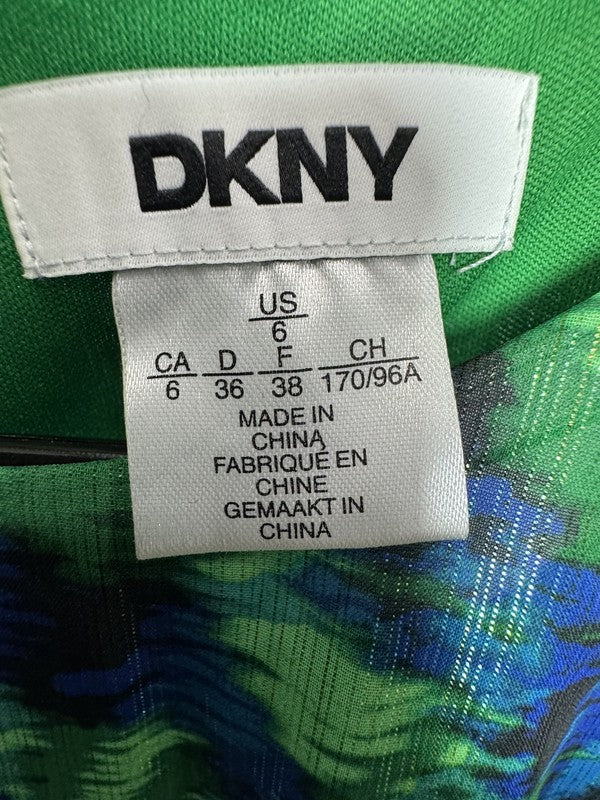 DKNY
US
6
CA D F CH
6 36 38 170/96A
MADE IN
CHINA
FABRIQUÉ EN
CHINE
GEMAAKT IN
CHINA